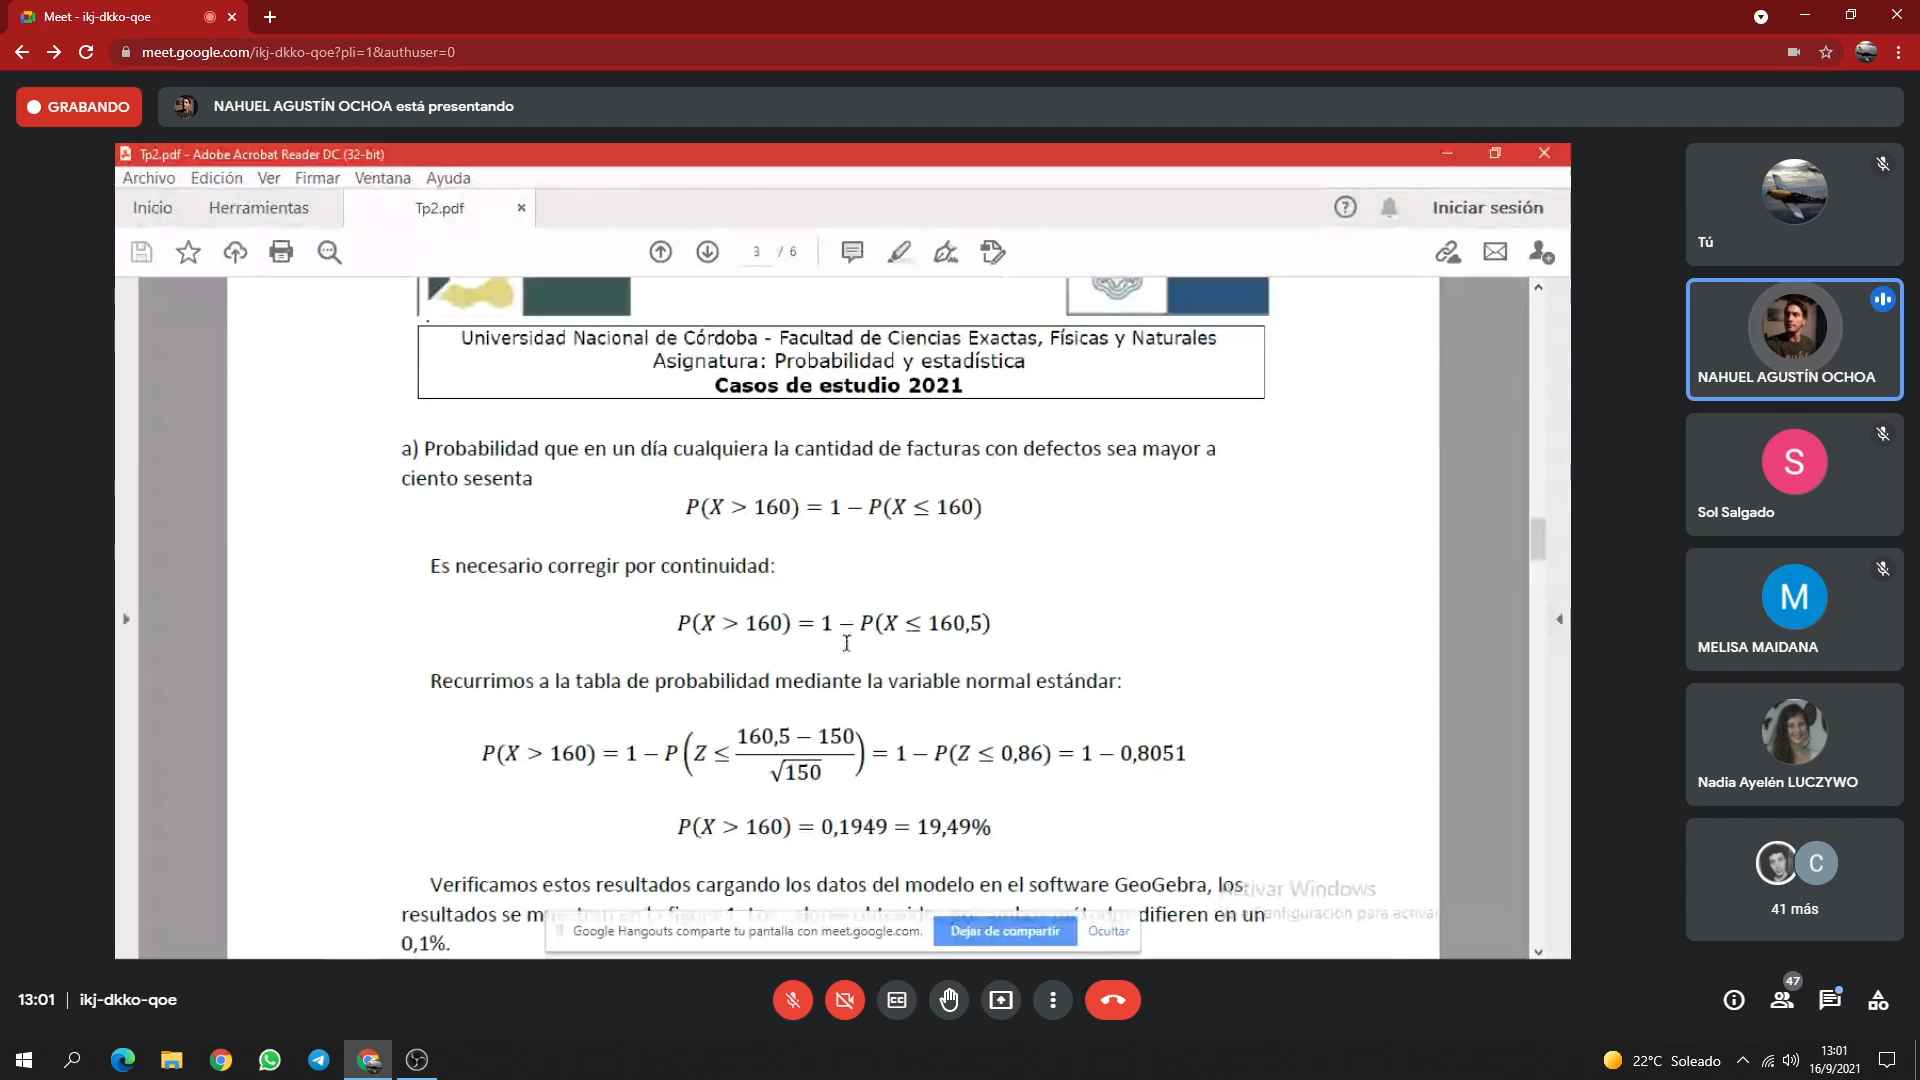 Meet - ikj-dkko-qoe
meet.google.com/ikj-dkko-qoe?pli=1&authuser=0
GRABANDO
NAHUEL AGUSTÍN OCHOA está presentando
Tp2.pdf - Adobe Acrobat Reader DC (32-bit)
Archivo Edición Ver Firmar Ventana Ayuda
Inicio Herramientas Tp2.pdf Iniciar sesión
3 / 6
Universidad Nacional de Córdoba - Facultad de Ciencias Exactas, Físicas y Naturales
Asignatura: Probabilidad y estadística
Casos de estudio 2021
a) Probabilidad que en un día cualquiera la cantidad de facturas con defectos sea mayor a
ciento sesenta
P(X > 160) = 1 − P(X ≤ 160)
Es necesario corregir por continuidad:
P(X > 160) = 1 − P(X ≤ 160,5)
Recurrimos a la tabla de probabilidad mediante la variable normal estándar:
P(X > 160) = 1 − P(Z ≤ (160,5 − 150)/√150) = 1 − P(Z ≤ 0,86) = 1 − 0,8051
P(X > 160) = 0,1949 = 19,49%
Verificamos estos resultados cargando los datos del modelo en el software GeoGebra, los
resultados se difieren en un
0,1%.
Activar Windows
Configuración para activar
Google Hangouts comparte tu pantalla con meet.google.com. Dejar de compartir Ocultar
Tú
NAHUEL AGUSTÍN OCHOA
S
Sol Salgado
M
MELISA MAIDANA
Nadia Ayelén LUCZYWO
C
41 más
13:01 | ikj-dkko-qoe
47
22°C Soleado
13:01
16/9/2021